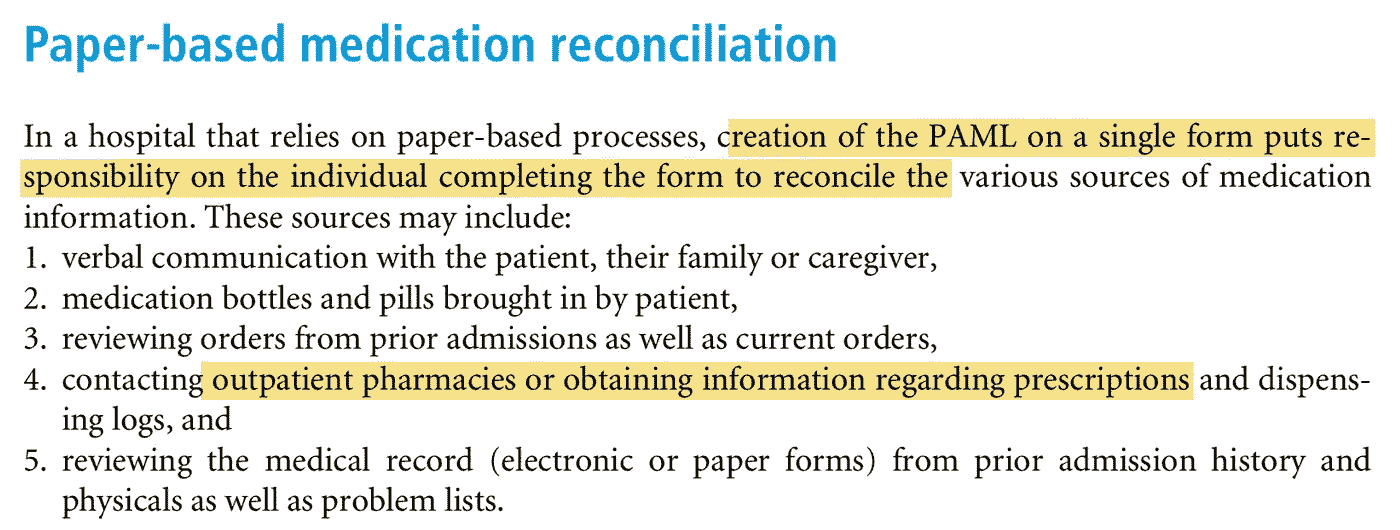 Paper-based medication reconciliation
In a hospital that relies on paper-based processes, creation of the PAML on a single form puts re-
sponsibility on the individual completing the form to reconcile the various sources of medication
information. These sources may include:
1. verbal communication with the patient, their family or caregiver,
2. medication bottles and pills brought in by patient,
3. reviewing orders from prior admissions as well as current orders,
4. contacting outpatient pharmacies or obtaining information regarding prescriptions and dispens-
ing logs, and
5. reviewing the medical record (electronic or paper forms) from prior admission history and
physicals as well as problem lists.